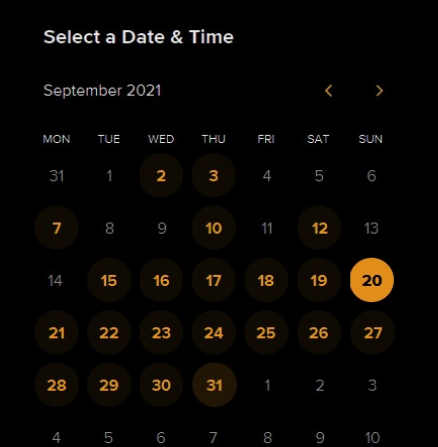 Select a Date & Time
September 2021
MON TUE WED THU FRI SAT SUN
31 1 2 3 4 5 6
7 8 9 10 11 12 13
14 15 16 17 18 19 20
21 22 23 24 25 26 27
28 29 30 31 1 2 3
4 5 6 7 8 9 10